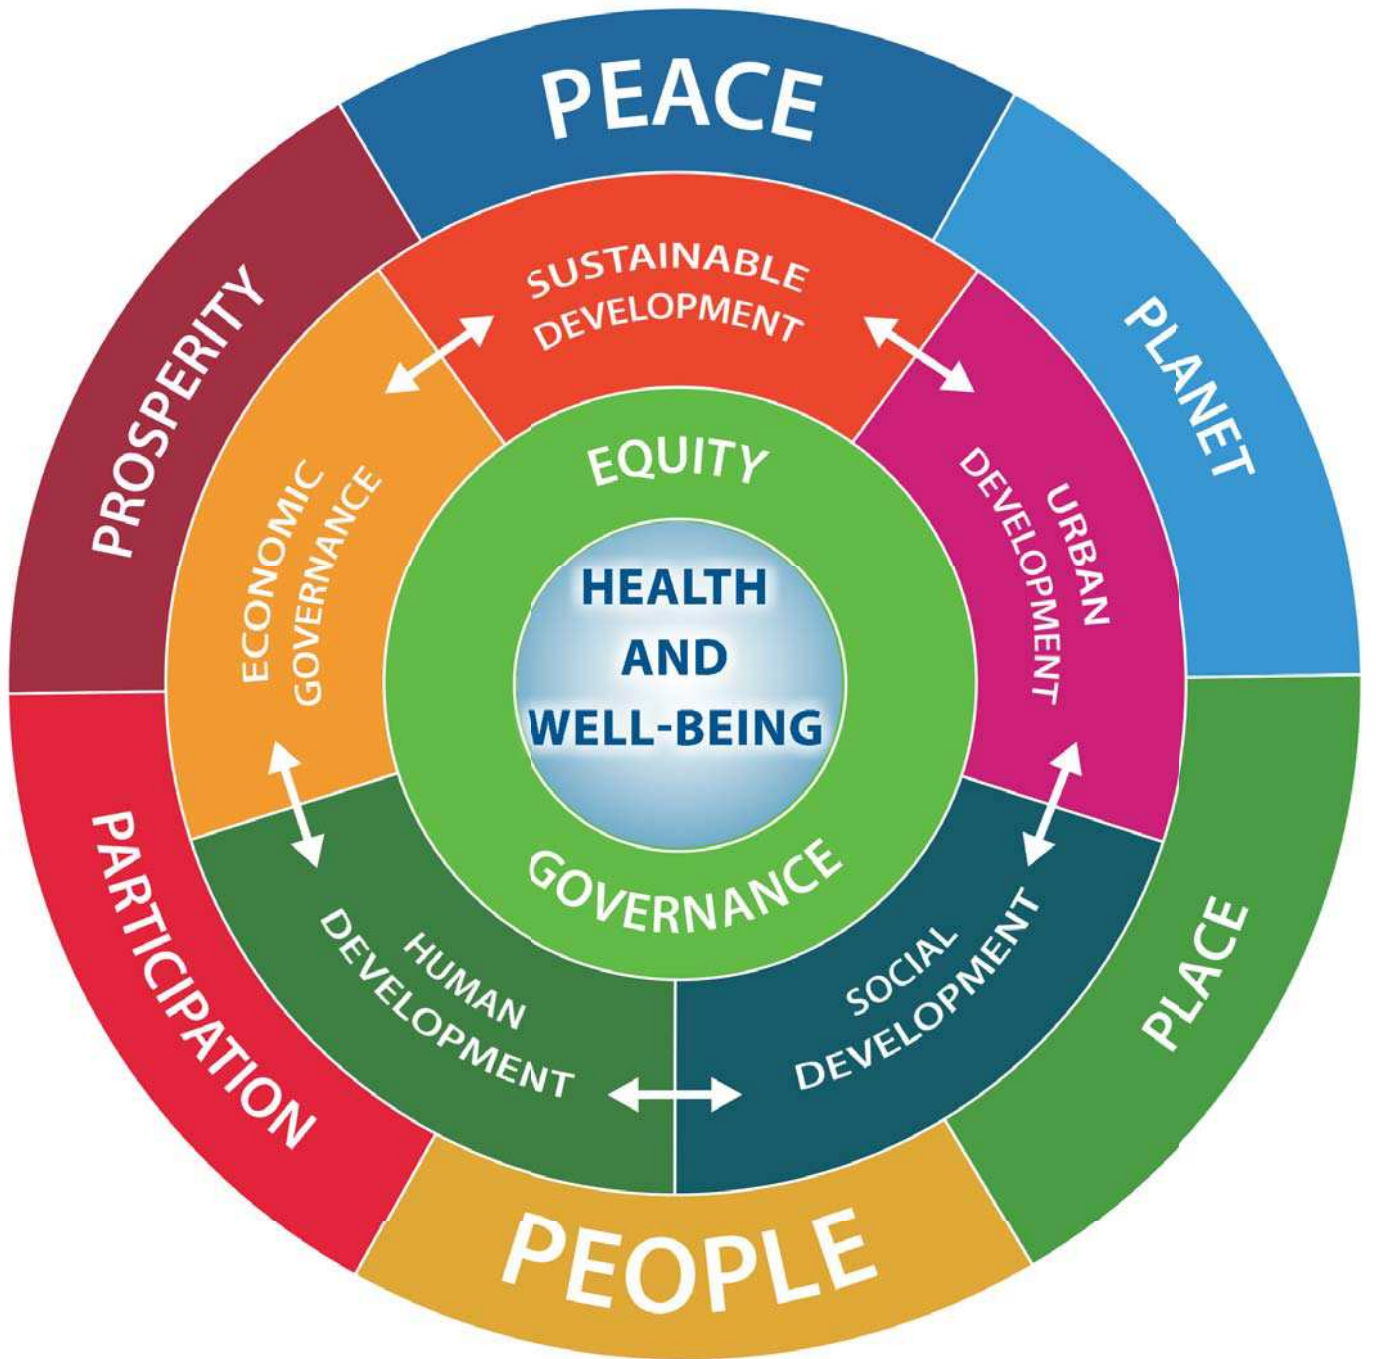 PEACE
PLANET
PLACE
PEOPLE
PARTICIPATION
PROSPERITY
SUSTAINABLE
DEVELOPMENT
URBAN
DEVELOPMENT
SOCIAL
DEVELOPMENT
HUMAN
DEVELOPMENT
ECONOMIC
GOVERNANCE
EQUITY
HEALTH
AND
WELL-BEING
GOVERNANCE